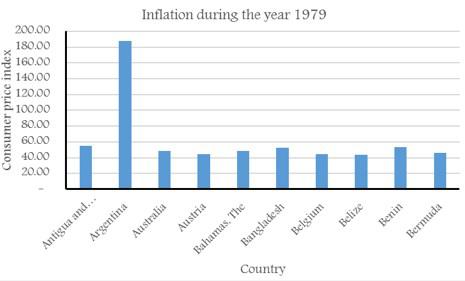 Inflation during the year 1979
Consumer price index
200.00
180.00
160.00
140.00
120.00
100.00
80.00
60.00
40.00
20.00
-
Antigua and...
Argentina
Australia
Austria
Bahamas, The
Bangladesh
Belgium
Belize
Benin
Bermuda
Country